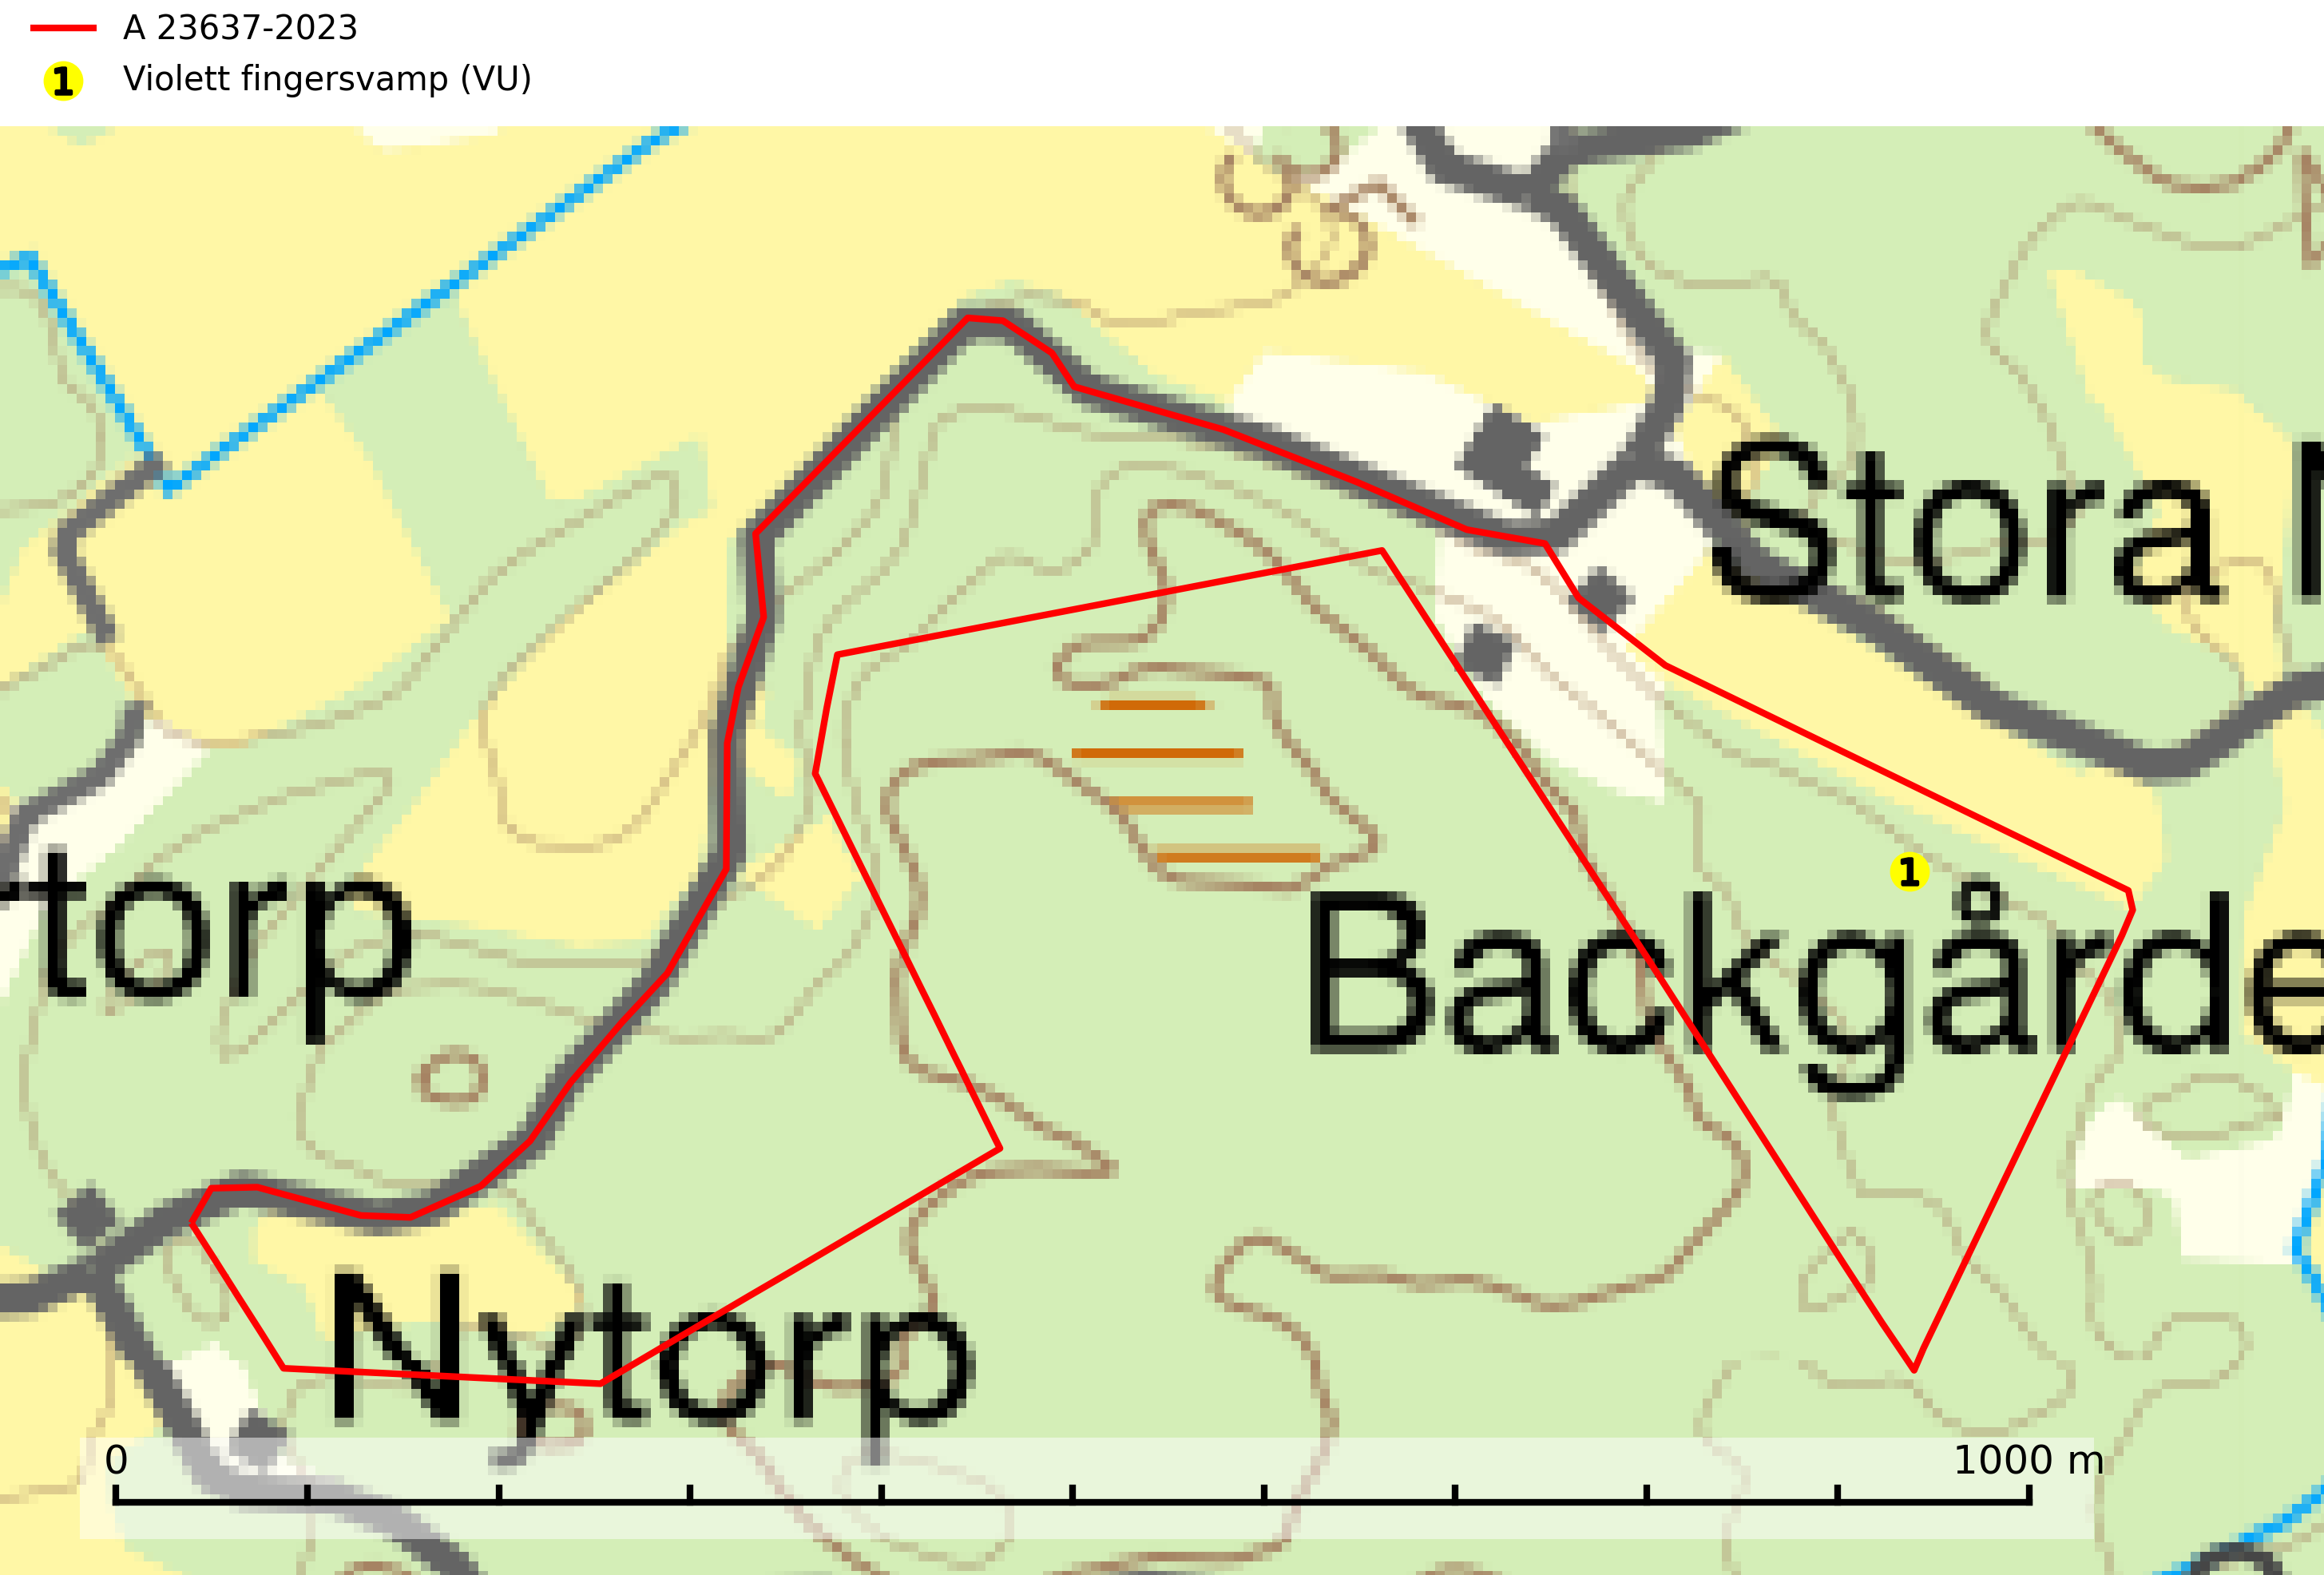 A 23637-2023
1 Violett fingersvamp (VU)
Stora
1
torp
Backgårde
Nytorp
0 1000 m